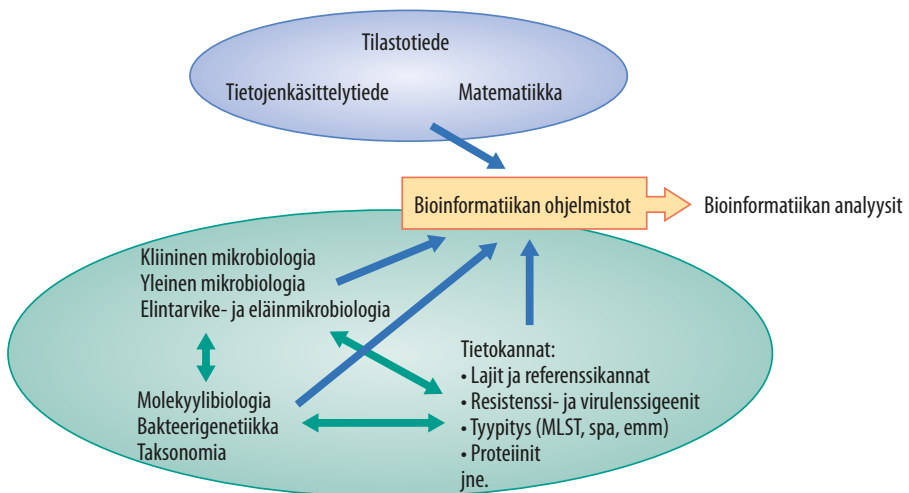 Tilastotiede
Tietojenkäsittelytiede
Matematiikka
Bioinformatiikan ohjelmistot
Bioinformatiikan analyysit
Kliininen mikrobiologia
Yleinen mikrobiologia
Elintarvike- ja eläinmikrobiologia
Molekyylibiologia
Bakteerigenetiikka
Taksonomia
Tietokannat:
• Lajit ja referenssikannat
• Resistenssi- ja virulenssigeenit
• Tyypitys (MLST, spa, emm)
• Proteiinit
jne.